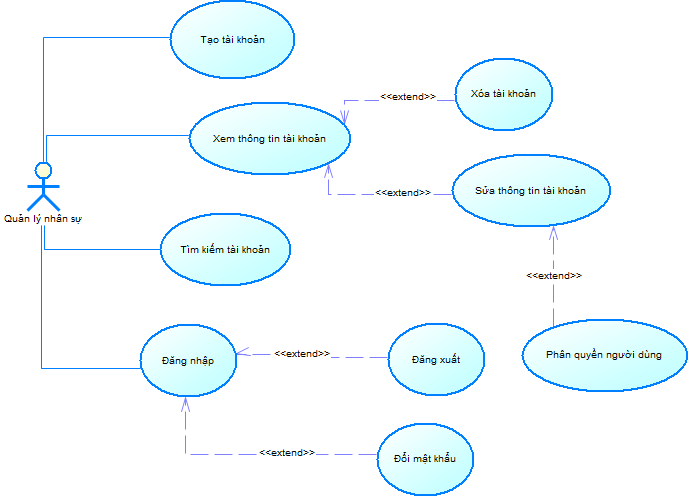 Tạo tài khoản
Xem thông tin tài khoản
<<extend>>
Xóa tài khoản
<<extend>>
Sửa thông tin tài khoản
Quản lý nhân sự
Tìm kiếm tài khoản
<<extend>>
Đăng nhập
<<extend>>
Đăng xuất
Phân quyền người dùng
<<extend>>
Đổi mật khẩu